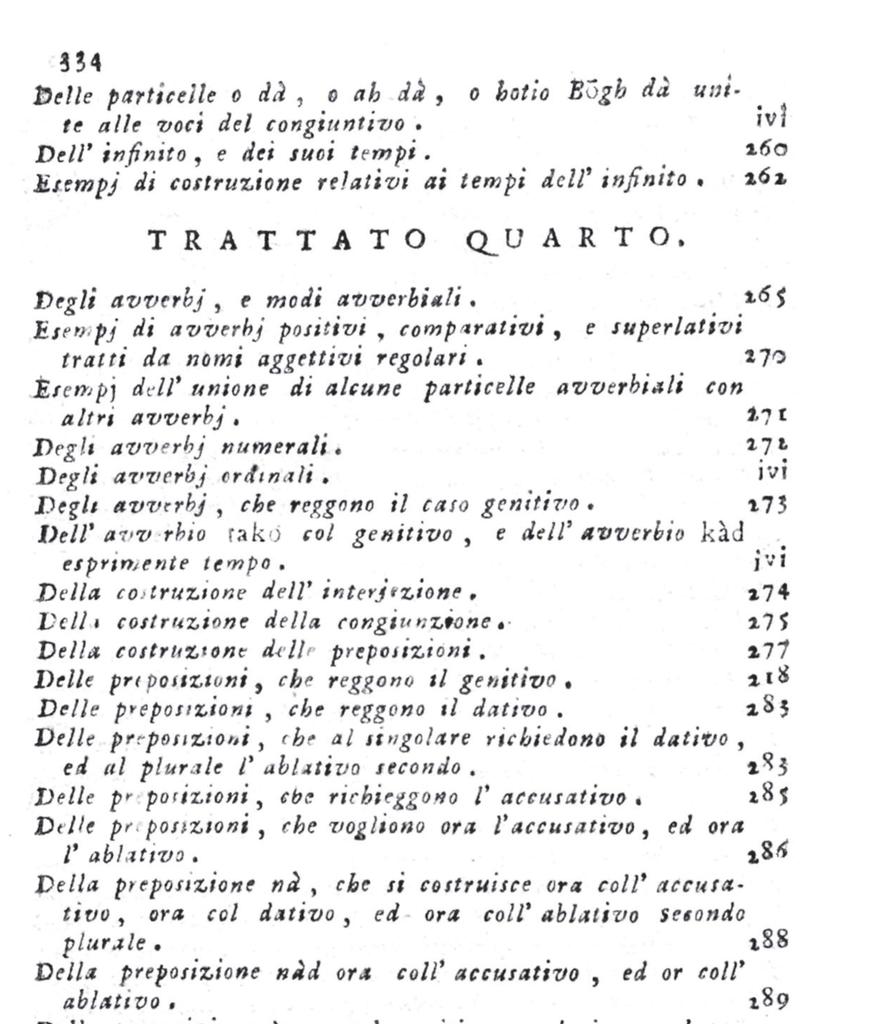 334
Delle particelle o dà, o ah dà, o hotio Bōgh dà uni-
te alle voci del congiuntivo. ivi
Dell' infinito, e dei suoi tempi. 260
Esempj di costruzione relativi ai tempi dell' infinito. 262
TRATTATO QUARTO.
Degli avverbj, e modi avverbiali. 265
Esempj di avverbj positivi, comparativi, e superlativi
tratti da nomi aggettivi regolari. 270
Esempj dell' unione di alcune particelle avverbiali con
altri avverbj. 271
Degli avverbj numerali. 272
Degli avverbj ordinali. ivi
Degli avverbj, che reggono il caso genitivo. 273
Dell' avverbio takó col genitivo, e dell' avverbio kàd
esprimente tempo. jvi
Della costruzione dell' interjezione. 274
Della costruzione della congiunzione. 275
Della costruzione delle preposizioni. 277
Delle preposizioni, che reggono il genitivo. 218
Delle preposizioni, che reggono il dativo. 283
Delle preposizioni, che al singolare richiedono il dativo,
ed al plurale l' ablativo secondo. 283
Delle preposizioni, che richieggono l' accusativo. 285
Delle preposizioni, che vogliono ora l'accusativo, ed ora
l' ablativo. 286
Della preposizione nà, che si costruisce ora coll' accusa-
tivo, ora col dativo, ed ora coll' ablativo secondo
plurale. 288
Della preposizione nàd ora coll' accusativo, ed or coll'
ablativo. 289